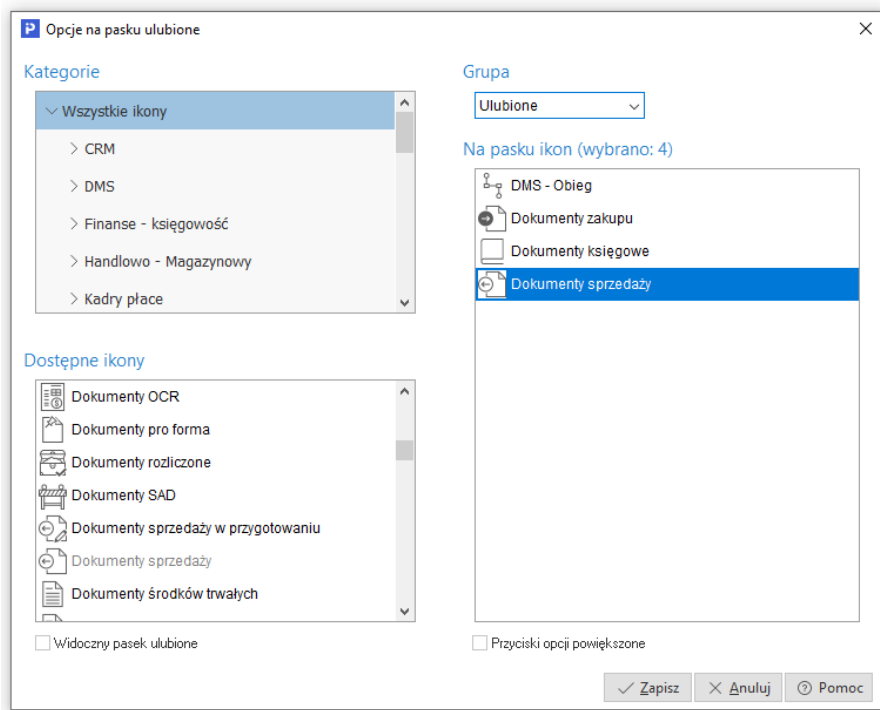 Opcje na pasku ulubione
Kategorie
Wszystkie ikony
CRM
DMS
Finanse - księgowość
Handlowo - Magazynowy
Kadry płace
Dostępne ikony
Dokumenty OCR
Dokumenty pro forma
Dokumenty rozliczone
Dokumenty SAD
Dokumenty sprzedaży w przygotowaniu
Dokumenty sprzedaży
Dokumenty środków trwałych
Widoczny pasek ulubione
Grupa
Ulubione
Na pasku ikon (wybrano: 4)
DMS - Obieg
Dokumenty zakupu
Dokumenty księgowe
Dokumenty sprzedaży
Przyciski opcji powiększone
Zapisz
Anuluj
Pomoc